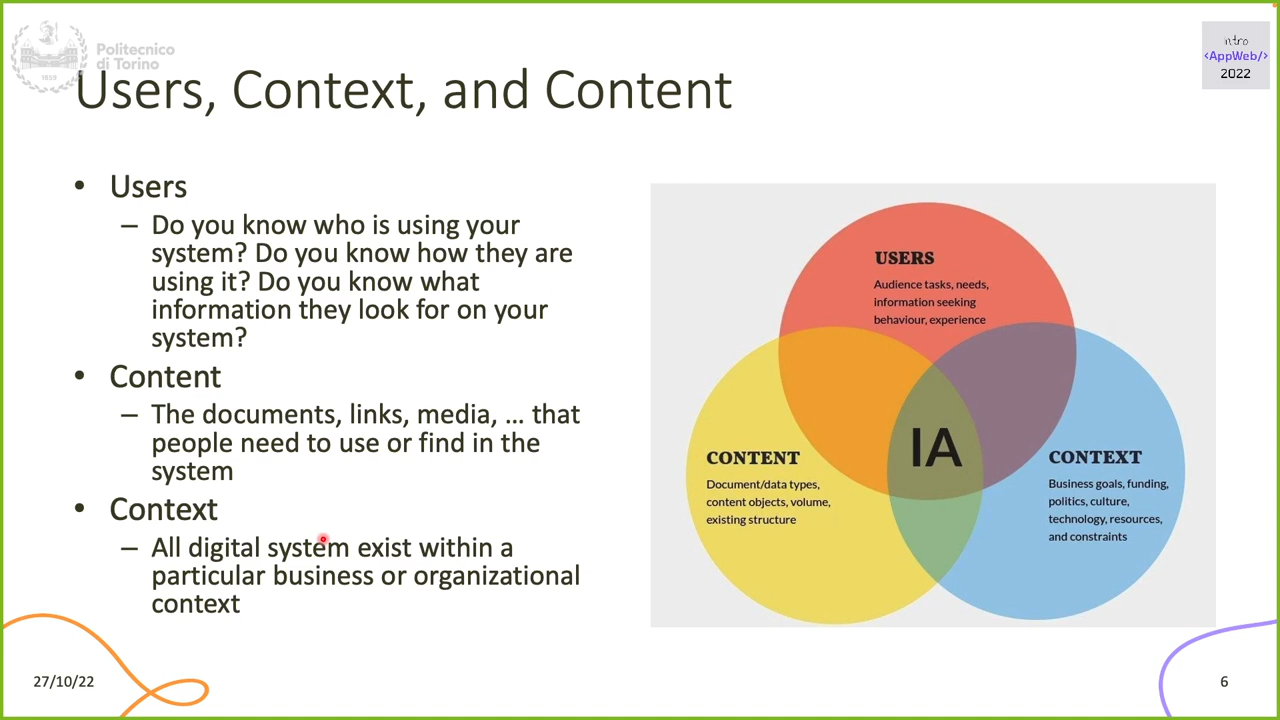 Politecnico
di Torino
1859
intro
<AppWeb/>
2022
Users, Context, and Content
• Users
– Do you know who is using your
system? Do you know how they are
using it? Do you know what
information they look for on your
system?
• Content
– The documents, links, media, … that
people need to use or find in the
system
• Context
– All digital system exist within a
particular business or organizational
context
USERS
Audience tasks, needs,
information seeking
behaviour, experience
CONTENT
Document/data types,
content objects, volume,
existing structure
IA
CONTEXT
Business goals, funding,
politics, culture,
technology, resources,
and constraints
27/10/22
6